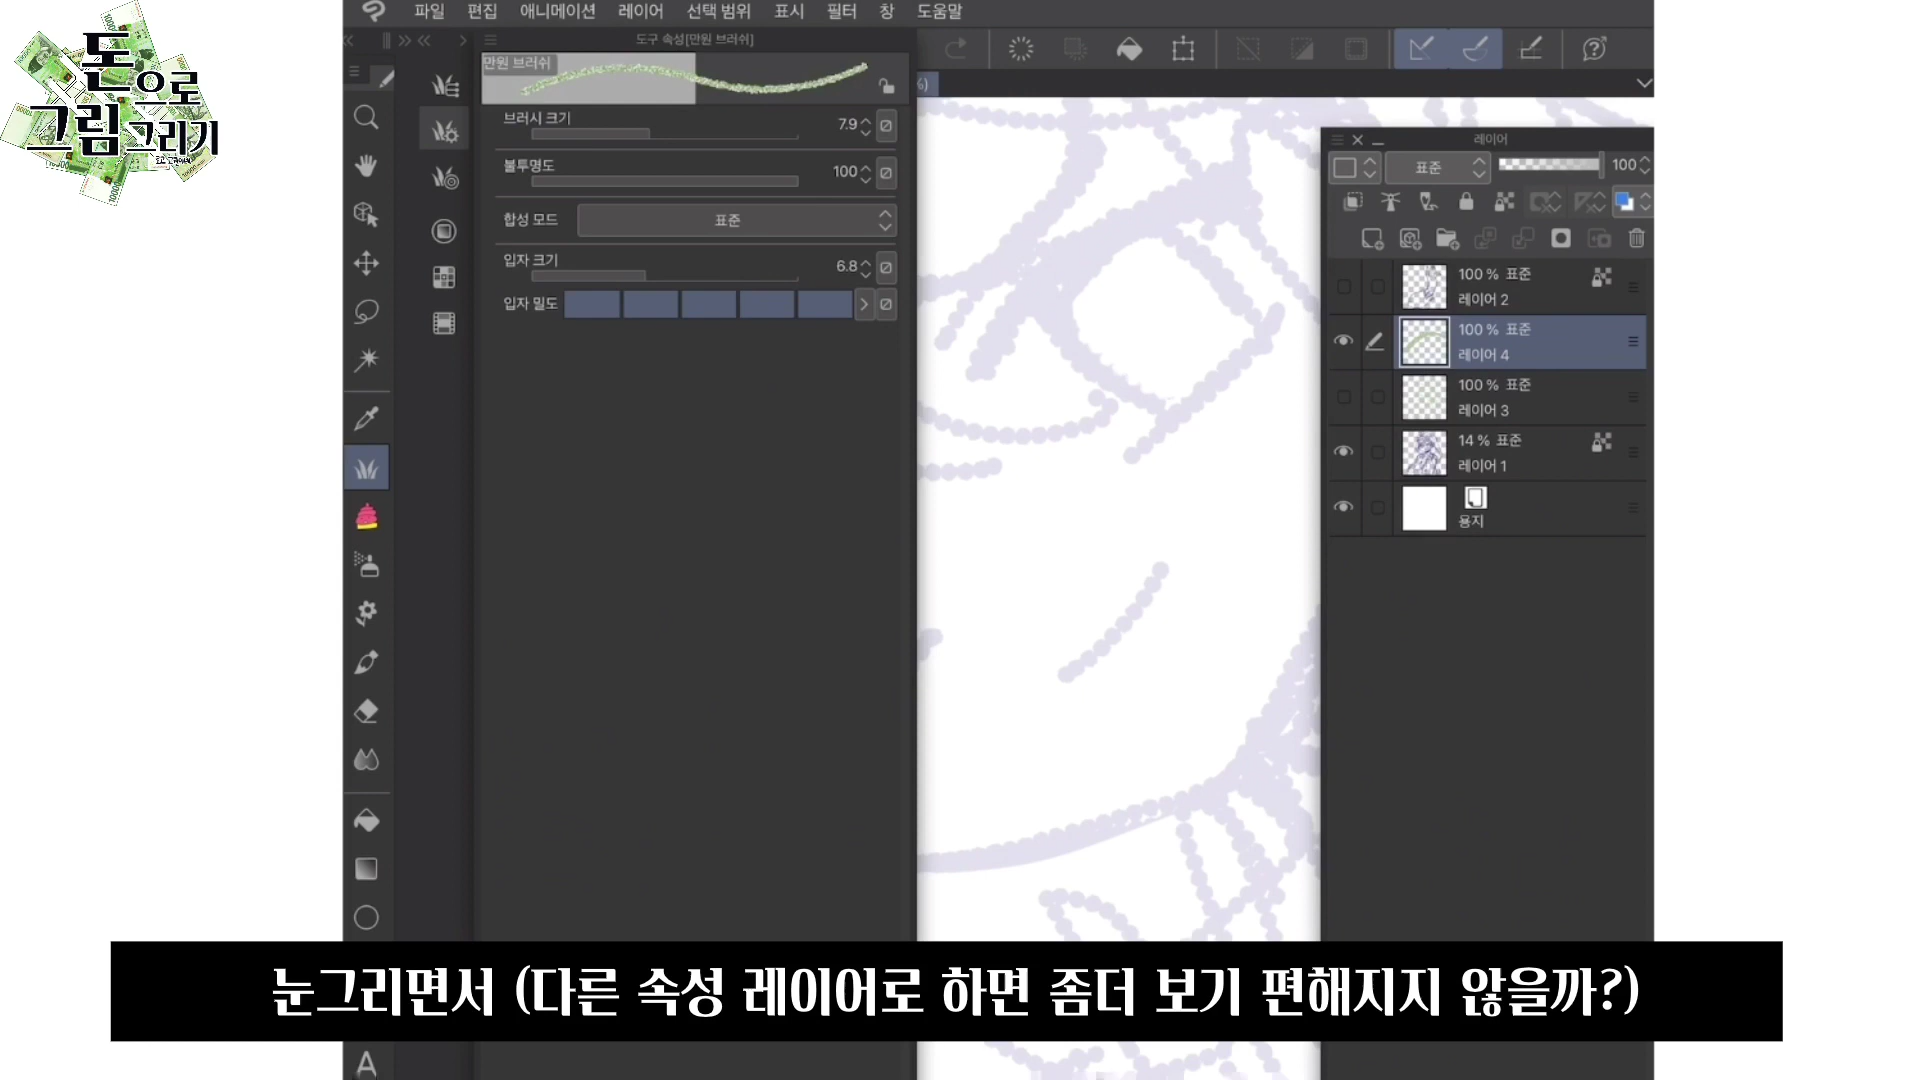 돈으로
그림그리기
파일 편집 애니메이션 레이어 선택 범위 표시 필터 창 도움말
도구 속성[만원 브러쉬]
만원 브러쉬
브러시 크기 7.9
불투명도 100
합성 모드 표준
입자 크기 6.8
입자 밀도
%)
레이어
표준 100
100 % 표준
레이어 2
100 % 표준
레이어 4
100 % 표준
레이어 3
14 % 표준
레이어 1
용지
A
눈그리면서 (다른 속성 레이어로 하면 좀더 보기 편해지지 않을까?)